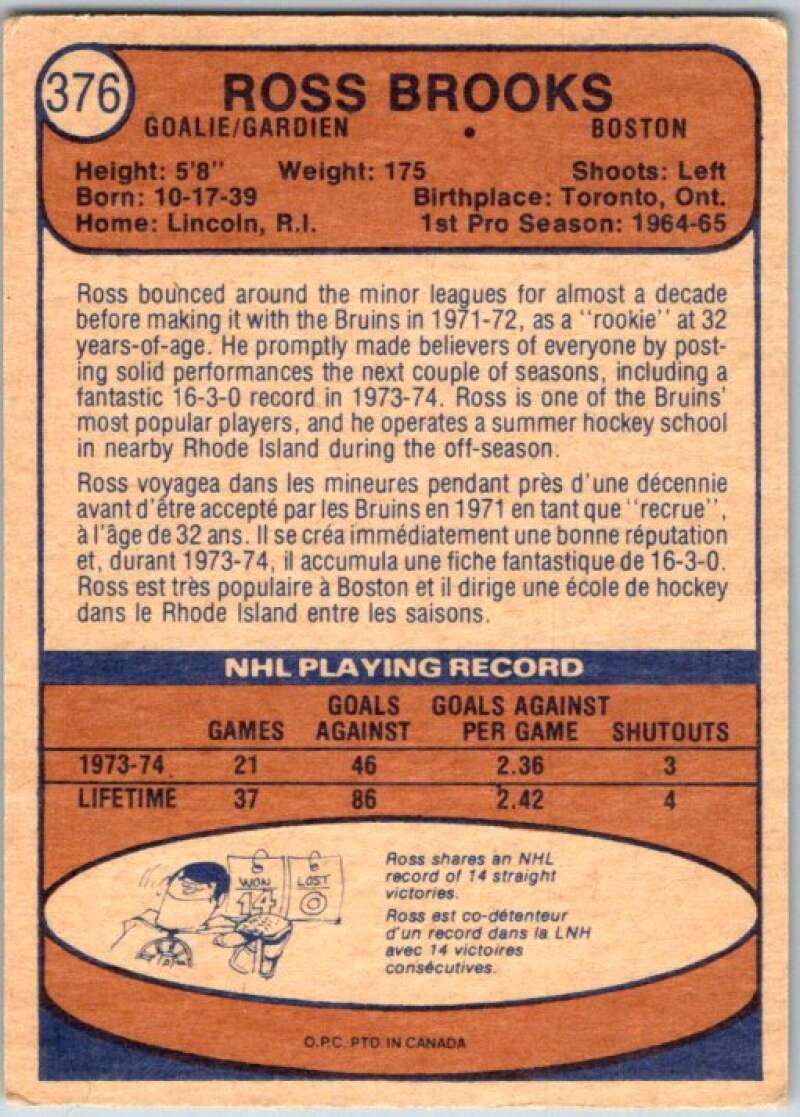 376
ROSS BROOKS
GOALIE/GARDIEN • BOSTON
Height: 5'8" Weight: 175 Shoots: Left
Born: 10-17-39 Birthplace: Toronto, Ont.
Home: Lincoln, R.I. 1st Pro Season: 1964-65
Ross bounced around the minor leagues for almost a decade
before making it with the Bruins in 1971-72, as a "rookie" at 32
years-of-age. He promptly made believers of everyone by post-
ing solid performances the next couple of seasons, including a
fantastic 16-3-0 record in 1973-74. Ross is one of the Bruins'
most popular players, and he operates a summer hockey school
in nearby Rhode Island during the off-season.
Ross voyagea dans les mineures pendant près d'une décennie
avant d'être accepté par les Bruins en 1971 en tant que "recrue",
à l'âge de 32 ans. Il se créa immédiatement une bonne réputation
et, durant 1973-74, il accumula une fiche fantastique de 16-3-0.
Ross est très populaire à Boston et il dirige une école de hockey
dans le Rhode Island entre les saisons.
NHL PLAYING RECORD
GOALS GOALS AGAINST
GAMES AGAINST PER GAME SHUTOUTS
1973-74 21 46 2.36 3
LIFETIME 37 86 2.42 4
WON LOST
14 0
Ross shares an NHL
record of 14 straight
victories.
Ross est co-détenteur
d'un record dans la LNH
avec 14 victoires
consécutives.
O.P.C. PTD. IN CANADA